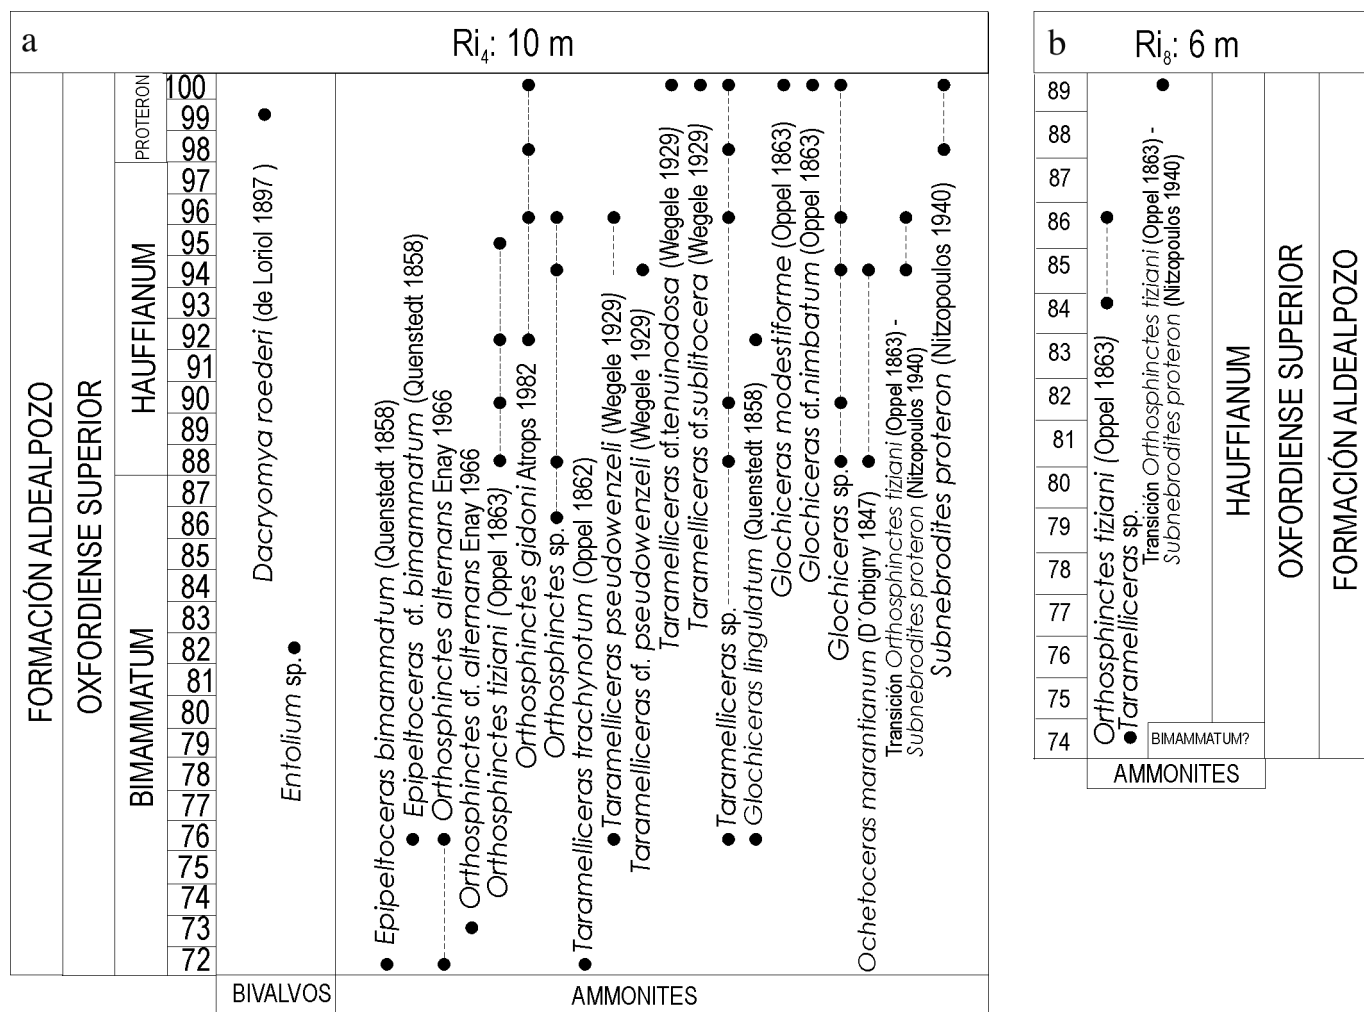 a
Ri4: 10 m
FORMACIÓN ALDEALPOZO
OXFORDIENSE SUPERIOR
PROTERON
HAUFFIANUM
BIMAMMATUM
100
99
98
97
96
95
94
93
92
91
90
89
88
87
86
85
84
83
82
81
80
79
78
77
76
75
74
73
72
Dacryomya roederi (de Loriol 1897 )
Entolium sp.
Epipeltoceras bimammatum (Quenstedt 1858)
Epipeltoceras cf. bimammatum (Quenstedt 1858)
Orthosphinctes alternans Enay 1966
Orthosphinctes cf. alternans Enay 1966
Orthosphinctes tiziani (Oppel 1863)
Orthosphinctes gidoni Atrops 1982
Orthosphinctes sp.
Taramelliceras trachynotum (Oppel 1862)
Taramelliceras pseudowenzeli (Wegele 1929)
Taramelliceras cf. pseudowenzeli (Wegele 1929)
Taramelliceras cf.tenuinodosa (Wegele 1929)
Taramelliceras cf.sublitocera (Wegele 1929)
Taramelliceras sp.
Glochiceras lingulatum (Quenstedt 1858)
Glochiceras modestiforme (Oppel 1863)
Glochiceras cf.nimbatum (Oppel 1863)
Glochiceras sp.
Ochetoceras marantianum (D´Orbigny 1847)
Transición Orthosphinctes tiziani (Oppel 1863) -
Subnebrodites proteron (Nitzopoulos 1940)
Subnebrodites proteron (Nitzopoulos 1940)
BIVALVOS
AMMONITES
b
Ri8: 6 m
89
88
87
86
85
84
83
82
81
80
79
78
77
76
75
74
Orthosphinctes tiziani (Oppel 1863)
Taramelliceras sp.
Transición Orthosphinctes tiziani (Oppel 1863) -
Subnebrodites proteron (Nitzopoulos 1940)
BIMAMMATUM?
HAUFFIANUM
OXFORDIENSE SUPERIOR
FORMACIÓN ALDEALPOZO
AMMONITES